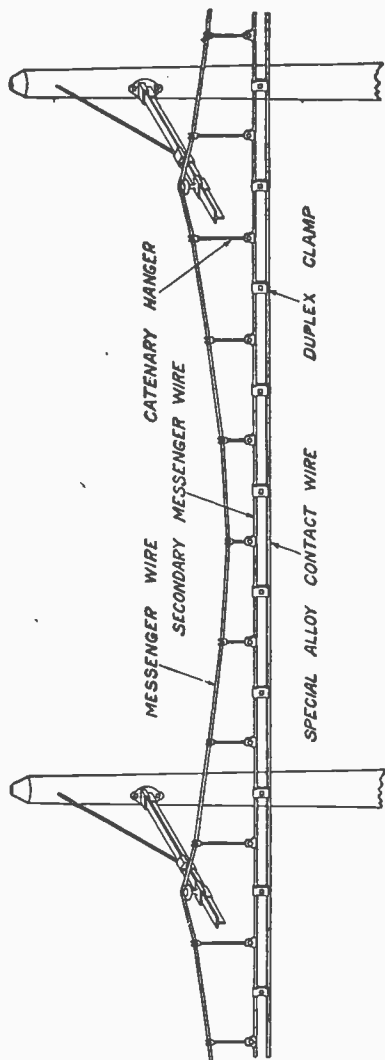 MESSENGER WIRE
CATENARY HANGER
SECONDARY MESSENGER WIRE
SPECIAL ALLOY CONTACT WIRE
DUPLEX CLAMP